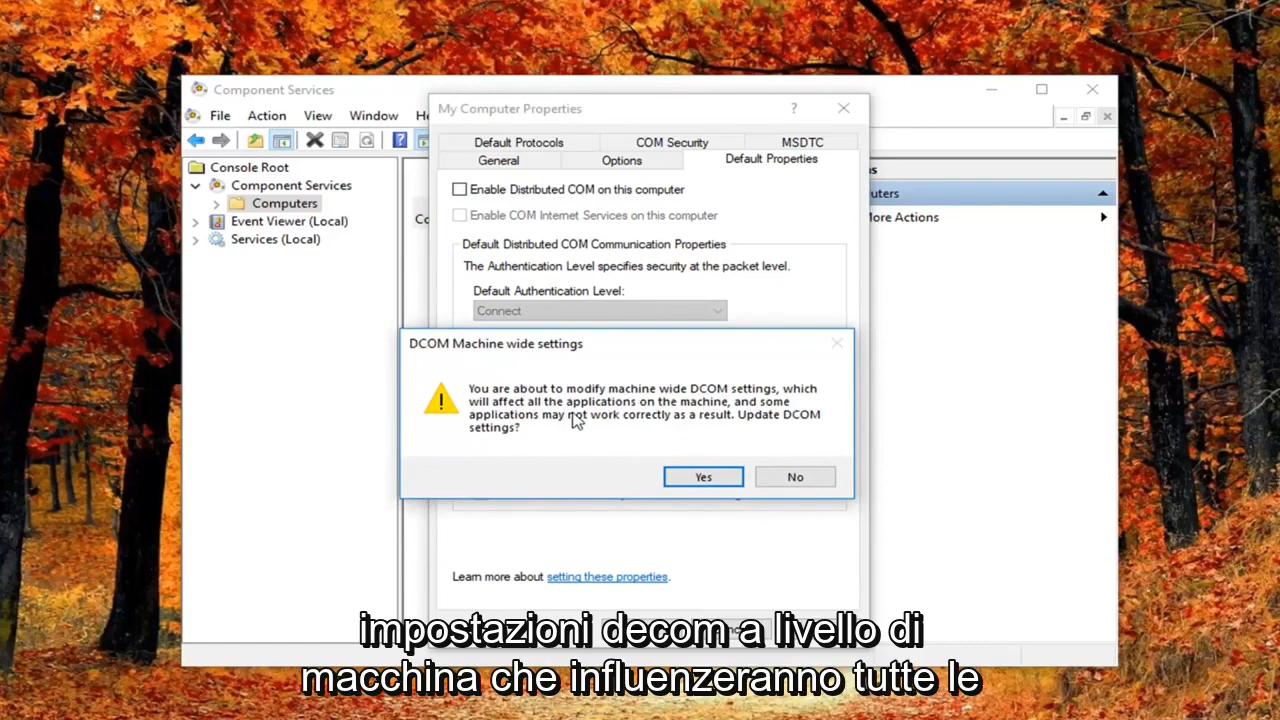 Component Services
File Action View Window
My Computer Properties
?
Default Protocols COM Security MSDTC
General Options Default Properties
Console Root
Component Services
Computers
Event Viewer (Local)
Services (Local)
Enable Distributed COM on this computer
Enable COM Internet Services on this computer
Default Distributed COM Communication Properties
The Authentication Level specifies security at the packet level.
Default Authentication Level:
Connect
DCOM Machine wide settings
You are about to modify machine wide DCOM settings, which
will affect all the applications on the machine, and some
applications may not work correctly as a result. Update DCOM
settings?
Yes No
Learn more about setting these properties.
impostazioni decom a livello di
macchina che influenzeranno tutte le